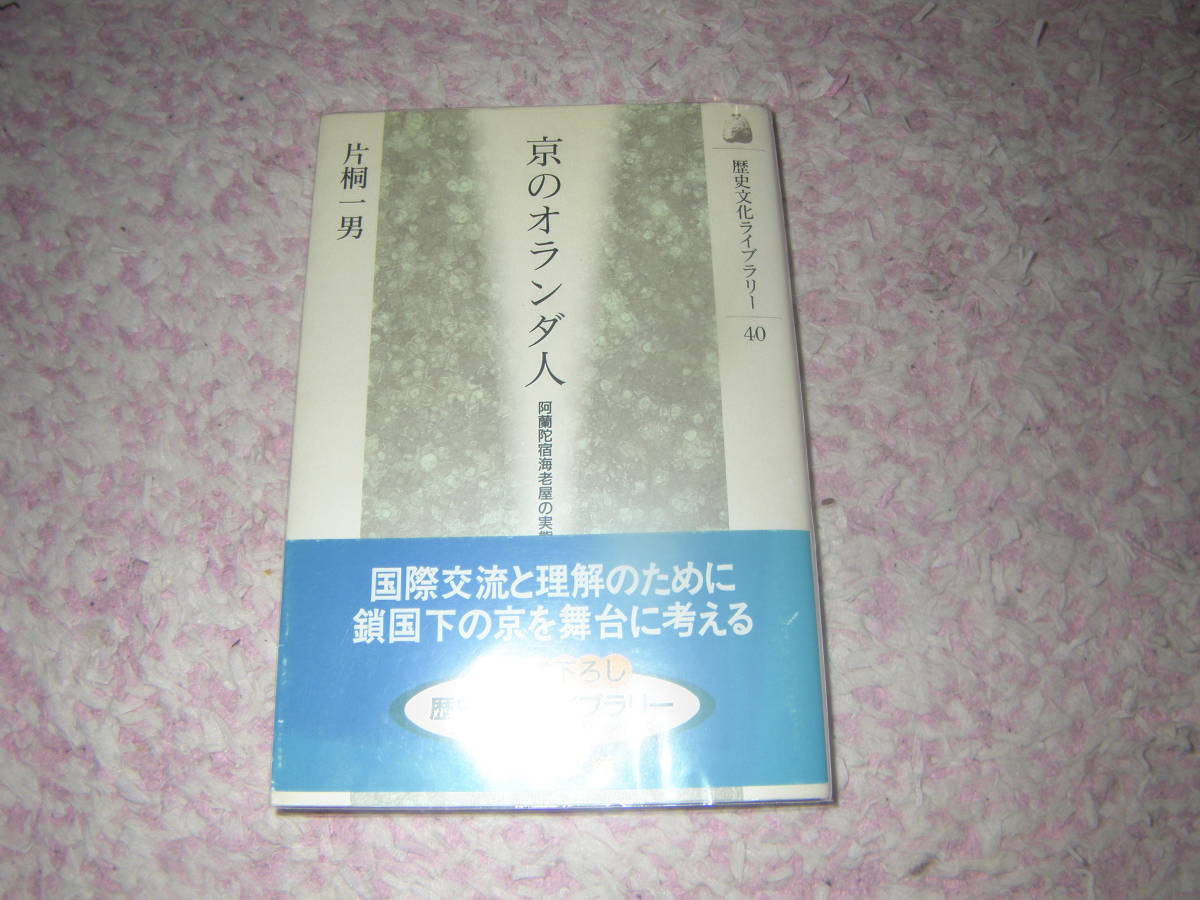 歴史文化ライブラリー
40
京のオランダ人
阿蘭陀宿海老屋の実
片桐一男
国際交流と理解のために
鎖国下の京を舞台に考える
下ろし
歴 ブラリー